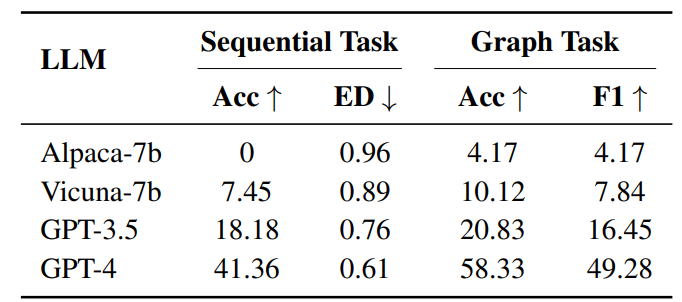 LLM Sequential Task Graph Task
Acc ↑ ED ↓ Acc ↑ F1 ↑
Alpaca-7b 0 0.96 4.17 4.17
Vicuna-7b 7.45 0.89 10.12 7.84
GPT-3.5 18.18 0.76 20.83 16.45
GPT-4 41.36 0.61 58.33 49.28